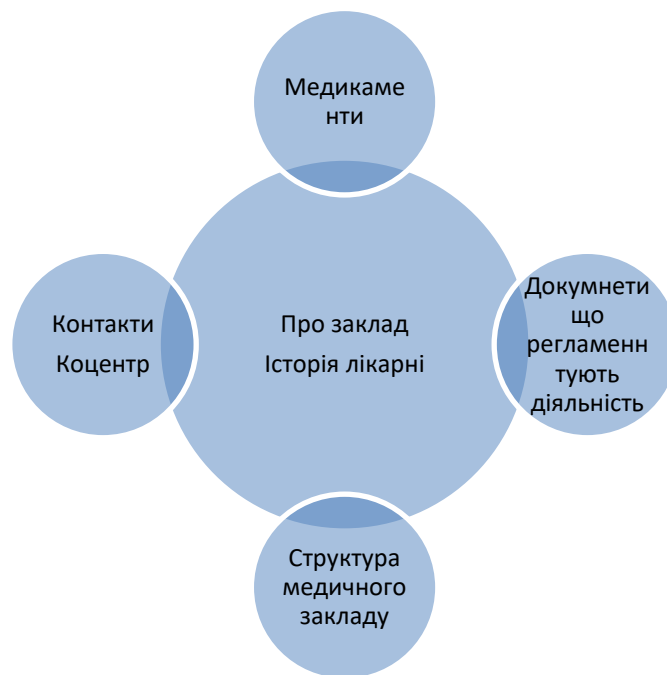 Медикаме
нти
Контакти
Коцентр
Про заклад
Історія лікарні
Докумнети
що
регламенн
тують
діяльність
Структура
медичного
закладу